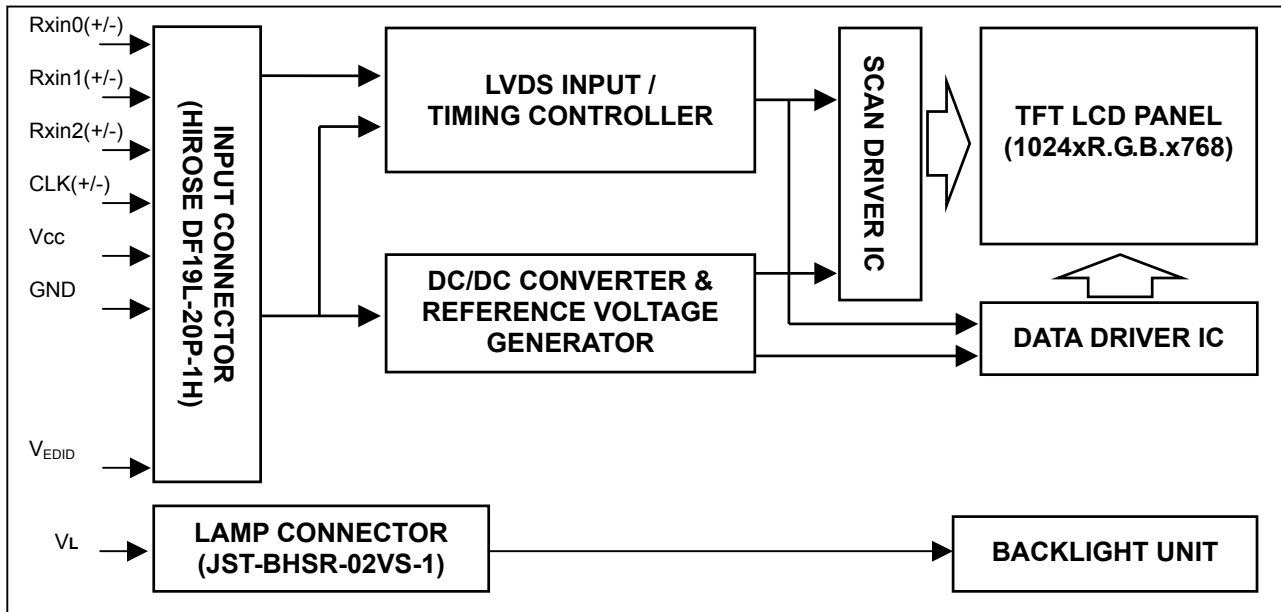 Rxin0(+/-)
Rxin1(+/-)
Rxin2(+/-)
CLK(+/-)
Vcc
GND
VEDID
VL
INPUT CONNECTOR
(HIROSE DF19L-20P-1H)
LVDS INPUT /
TIMING CONTROLLER
DC/DC CONVERTER &
REFERENCE VOLTAGE
GENERATOR
SCAN DRIVER IC
TFT LCD PANEL
(1024xR.G.B.x768)
DATA DRIVER IC
LAMP CONNECTOR
(JST-BHSR-02VS-1)
BACKLIGHT UNIT